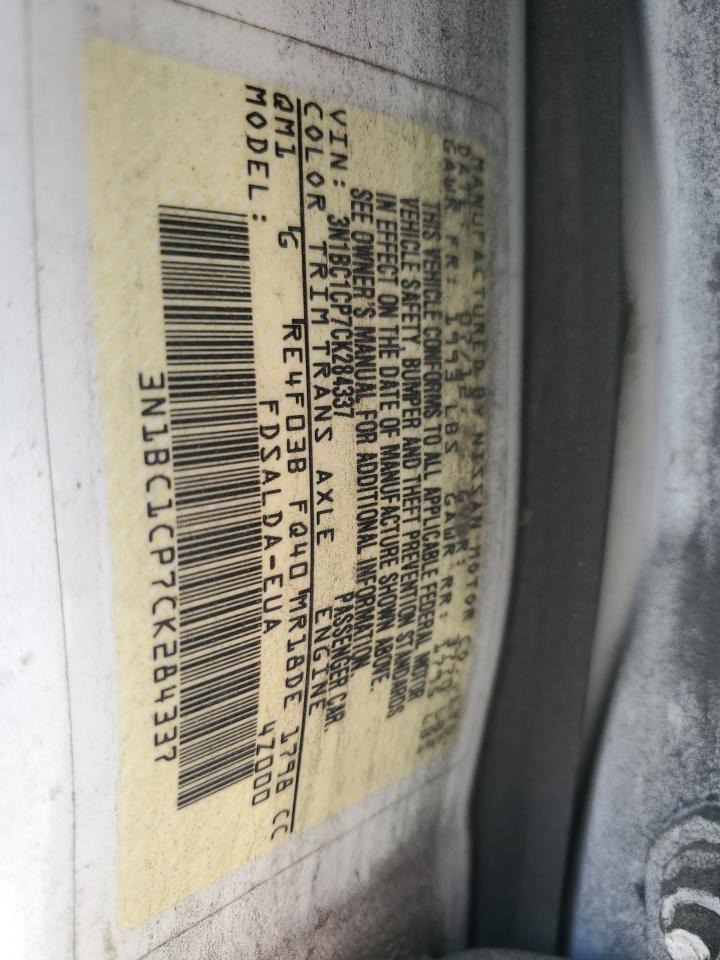 MANUFACTURED BY NISSAN MOTOR CO.
DATE: 07/12
GAWR FR: 1993 LBS GAWR RR:
THIS VEHICLE CONFORMS TO ALL APPLICABLE FEDERAL MOTOR
VEHICLE SAFETY, BUMPER AND THEFT PREVENTION STANDARDS
IN EFFECT ON THE DATE OF MANUFACTURE SHOWN ABOVE.
SEE OWNER'S MANUAL FOR ADDITIONAL INFORMATION.
VIN: 3N1BC1CP7CK284337 PASSENGER CAR.
COLOR TRIM TRANS AXLE ENGINE
QM1 G RE4F03B FQ40 MR18DE 1798 CC
MODEL: FDSALDA-EUA 47000
3N1BC1CP7CK284337